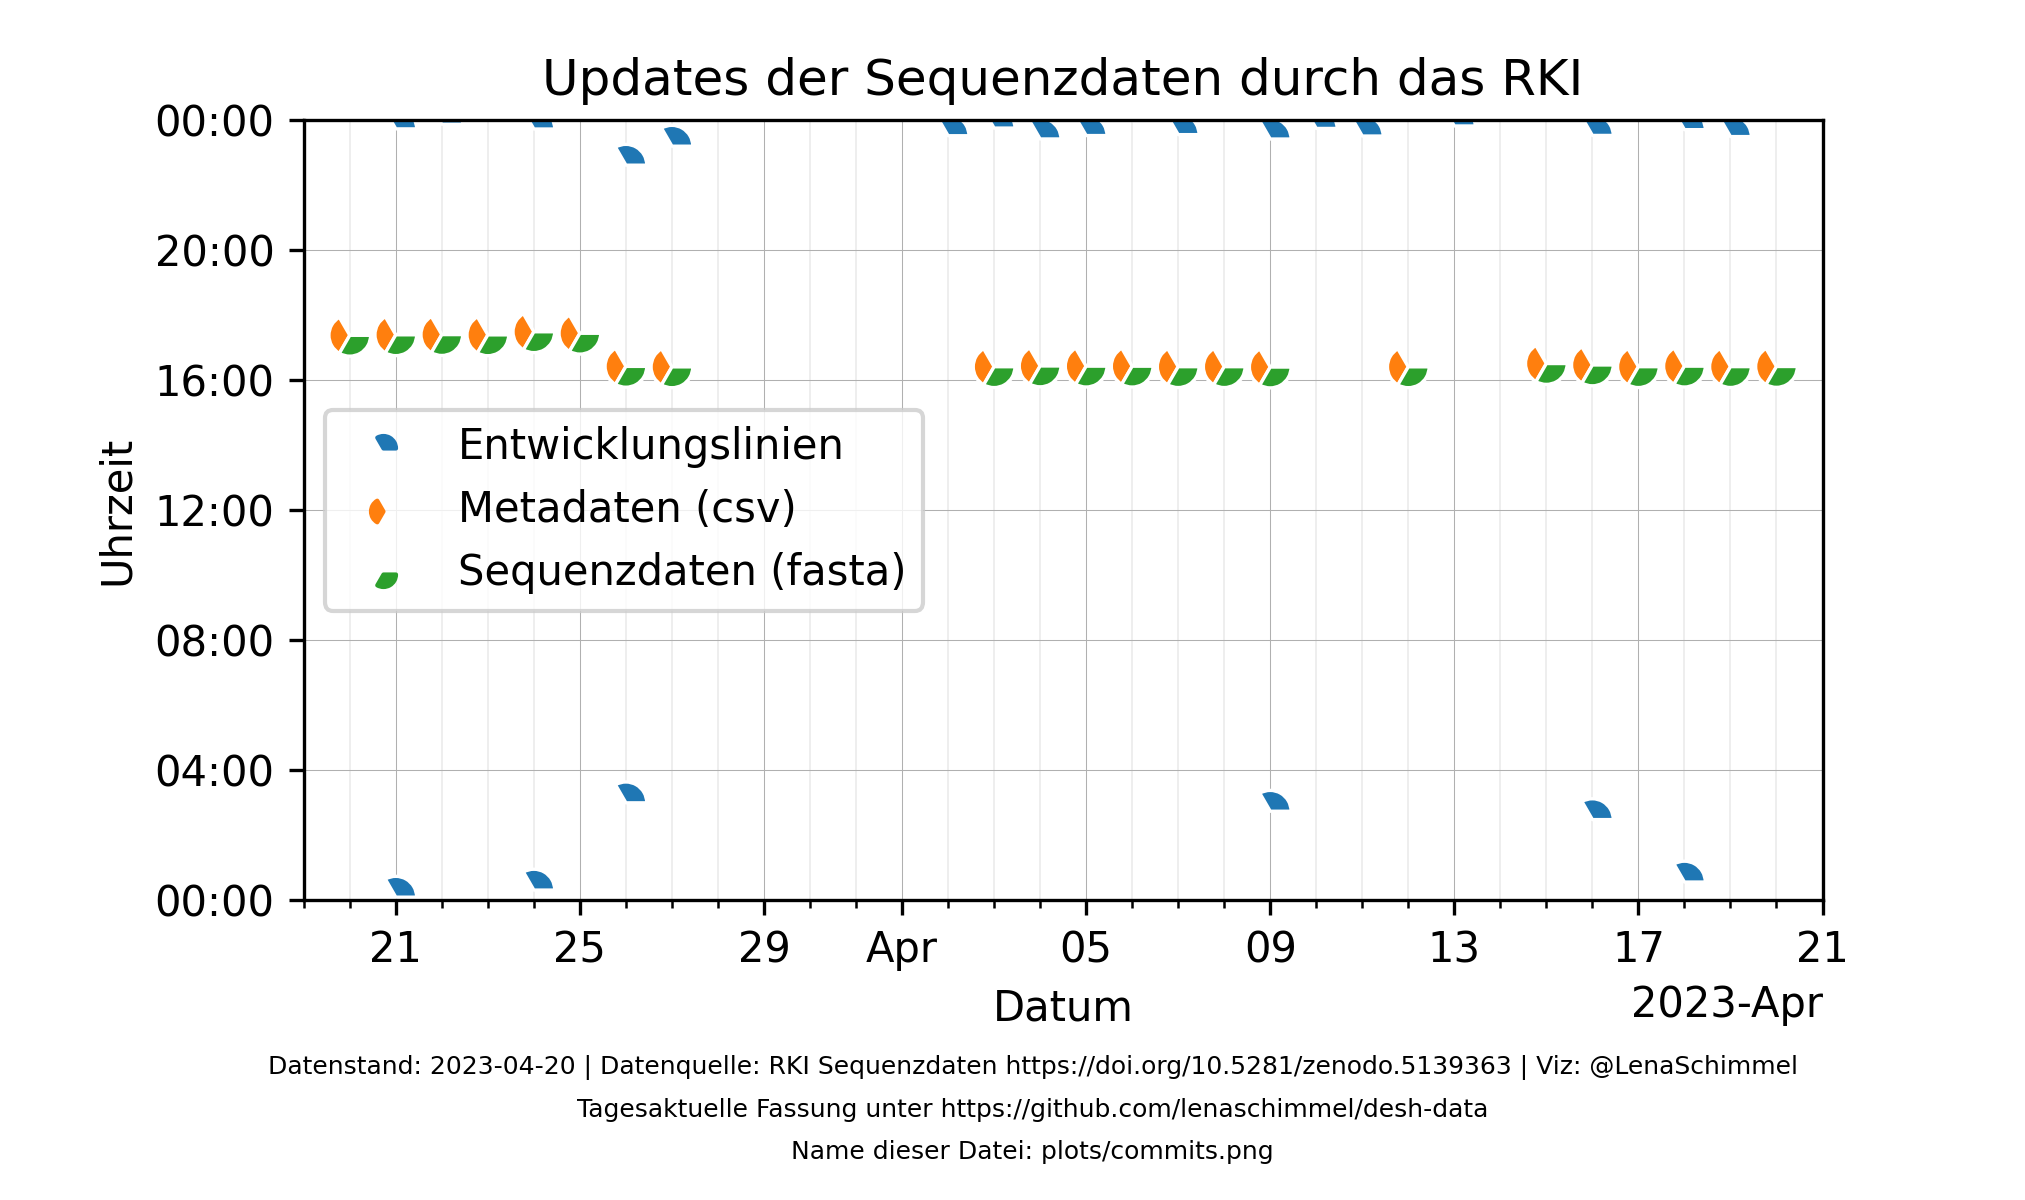 Updates der Sequenzdaten durch das RKI
00:00
20:00
16:00
12:00
08:00
04:00
00:00
Uhrzeit
Entwicklungslinien
Metadaten (csv)
Sequenzdaten (fasta)
21 25 29 Apr 05 09 13 17 21
Datum
2023-Apr
Datenstand: 2023-04-20 | Datenquelle: RKI Sequenzdaten https://doi.org/10.5281/zenodo.5139363 | Viz: @LenaSchimmel
Tagesaktuelle Fassung unter https://github.com/lenaschimmel/desh-data
Name dieser Datei: plots/commits.png